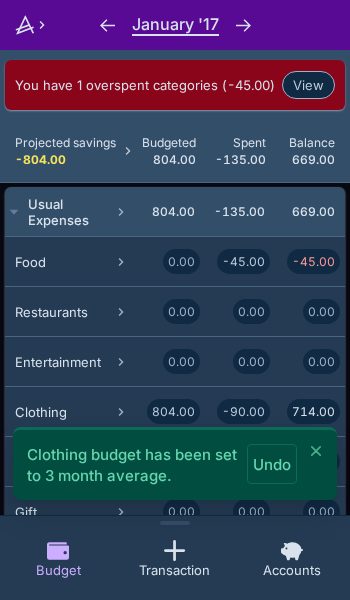 January '17
You have 1 overspent categories (-45.00) View
Projected savings Budgeted Spent Balance
-804.00 804.00 -135.00 669.00
Usual
Expenses 804.00 -135.00 669.00
Food 0.00 -45.00 -45.00
Restaurants 0.00 0.00 0.00
Entertainment 0.00 0.00 0.00
Clothing 804.00 -90.00 714.00
Clothing budget has been set
to 3 month average. Undo
Gift 0.00 0.00 0.00
Budget Transaction Accounts